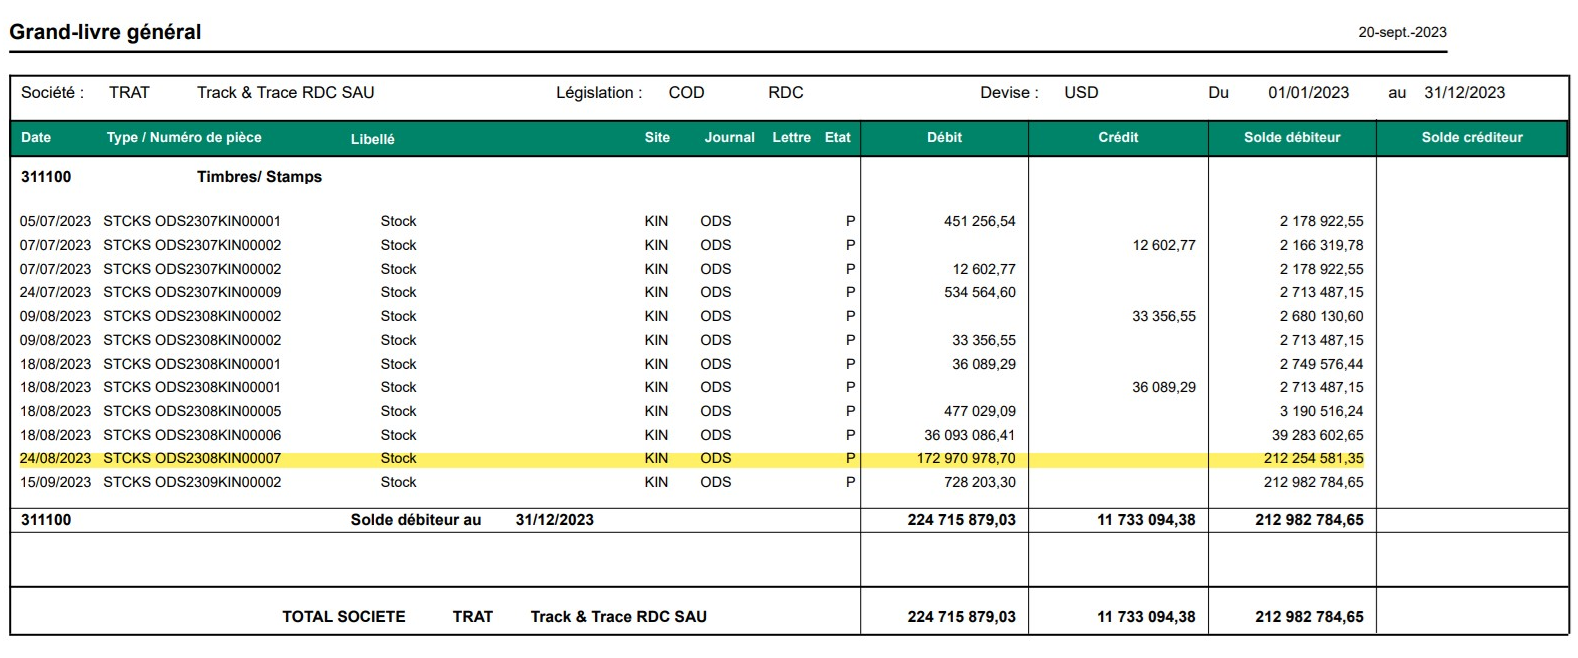 Grand-livre général 20-sept.-2023
Société : TRAT Track & Trace RDC SAU Législation : COD RDC Devise : USD Du 01/01/2023 au 31/12/2023
Date Type / Numéro de pièce Libellé Site Journal Lettre Etat Débit Crédit Solde débiteur Solde créditeur
311100 Timbres/ Stamps
05/07/2023 STCKS ODS2307KIN00001 Stock KIN ODS P 451 256,54 2 178 922,55
07/07/2023 STCKS ODS2307KIN00002 Stock KIN ODS P 12 602,77 2 166 319,78
07/07/2023 STCKS ODS2307KIN00002 Stock KIN ODS P 12 602,77 2 178 922,55
24/07/2023 STCKS ODS2307KIN00009 Stock KIN ODS P 534 564,60 2 713 487,15
09/08/2023 STCKS ODS2308KIN00002 Stock KIN ODS P 33 356,55 2 680 130,60
09/08/2023 STCKS ODS2308KIN00002 Stock KIN ODS P 33 356,55 2 713 487,15
18/08/2023 STCKS ODS2308KIN00001 Stock KIN ODS P 36 089,29 2 749 576,44
18/08/2023 STCKS ODS2308KIN00001 Stock KIN ODS P 36 089,29 2 713 487,15
18/08/2023 STCKS ODS2308KIN00005 Stock KIN ODS P 477 029,09 3 190 516,24
18/08/2023 STCKS ODS2308KIN00006 Stock KIN ODS P 36 093 086,41 39 283 602,65
24/08/2023 STCKS ODS2308KIN00007 Stock KIN ODS P 172 970 978,70 212 254 581,35
15/09/2023 STCKS ODS2309KIN00002 Stock KIN ODS P 728 203,30 212 982 784,65
311100 Solde débiteur au 31/12/2023 224 715 879,03 11 733 094,38 212 982 784,65
TOTAL SOCIETE TRAT Track & Trace RDC SAU 224 715 879,03 11 733 094,38 212 982 784,65